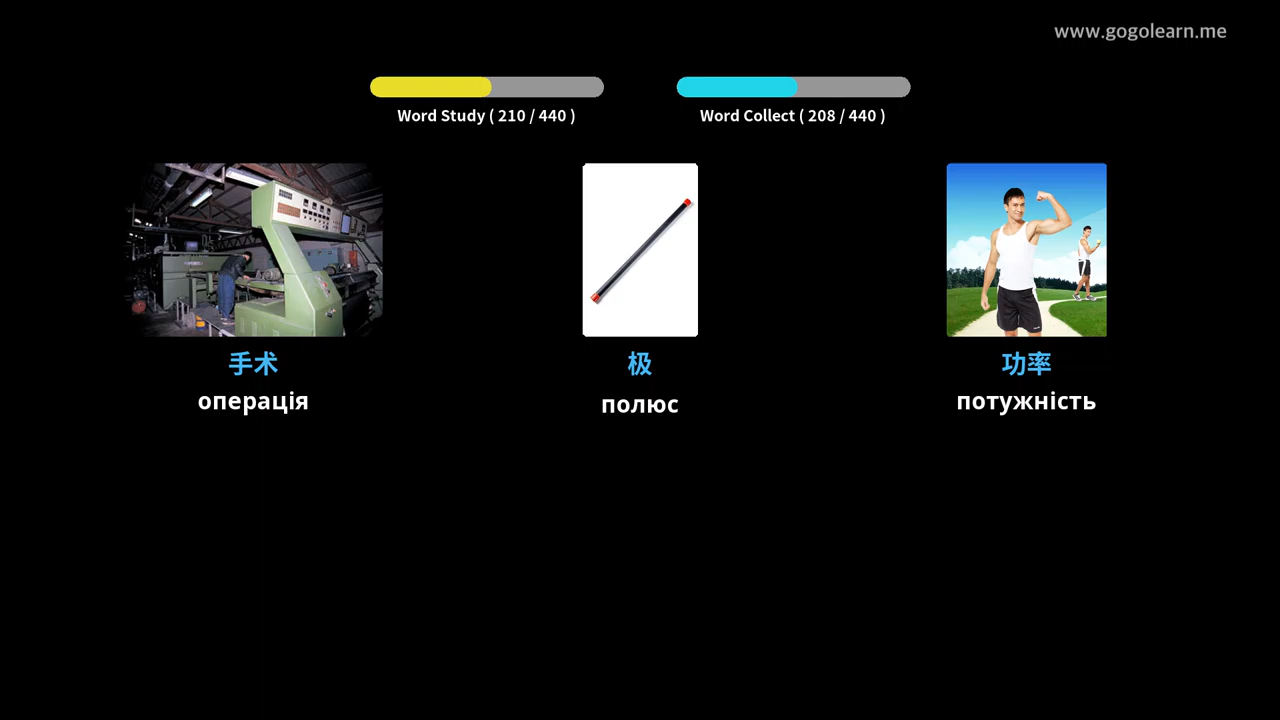 www.gogolearn.me
Word Study ( 210 / 440 )
Word Collect ( 208 / 440 )
手术
операція
极
полюс
功率
потужність